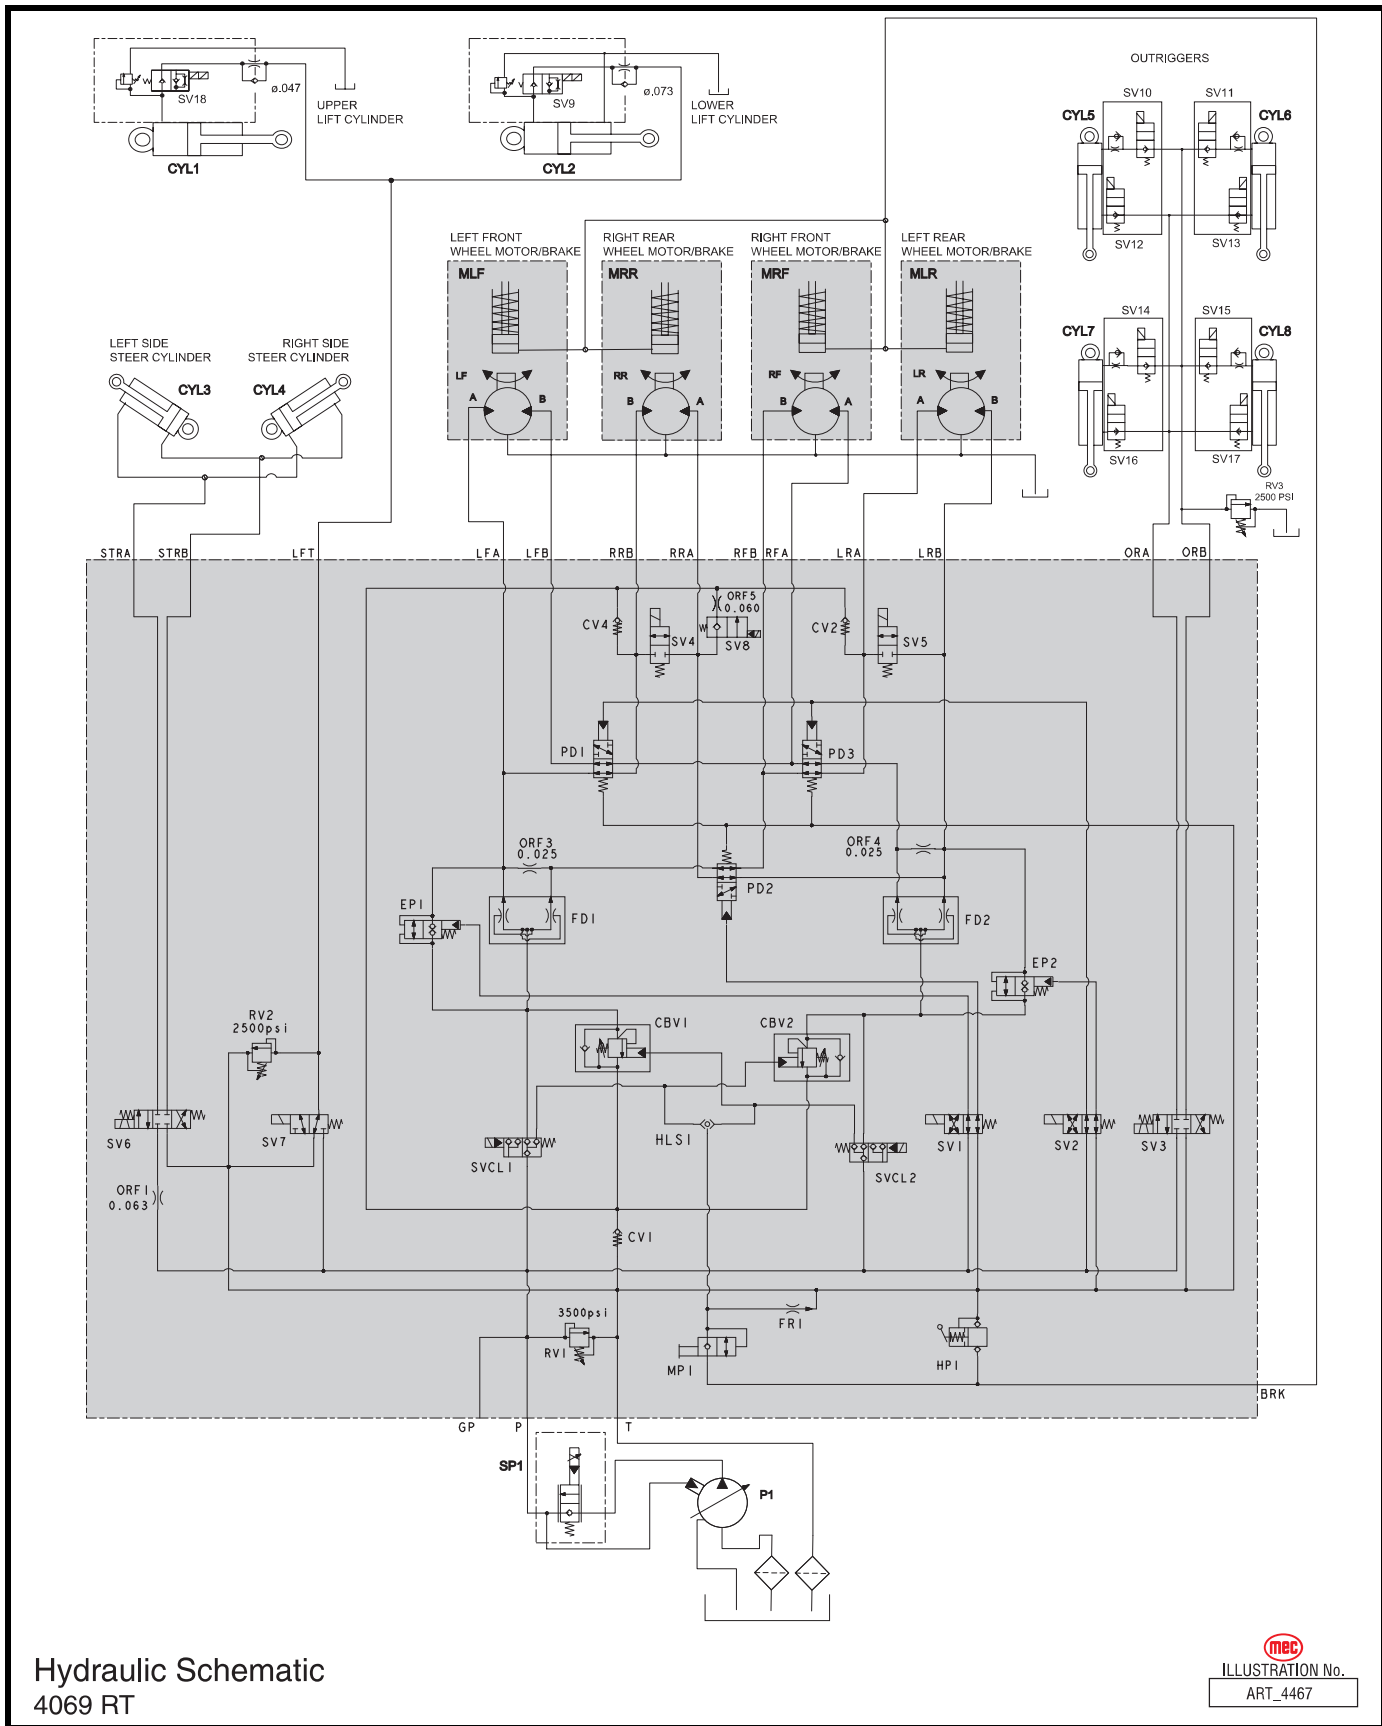 OUTRIGGERS
SV18
ø.047
UPPER
LIFT CYLINDER
CYL1
SV9
ø.073
LOWER
LIFT CYLINDER
CYL2
SV10
SV11
CYL5
CYL6
SV12
SV13
LEFT FRONT
WHEEL MOTOR/BRAKE
MLF
RIGHT REAR
WHEEL MOTOR/BRAKE
MRR
RIGHT FRONT
WHEEL MOTOR/BRAKE
MRF
LEFT REAR
WHEEL MOTOR/BRAKE
MLR
SV14
SV15
CYL7
CYL8
SV16
SV17
RV3
2500 PSI
LEFT SIDE
STEER CYLINDER
CYL3
RIGHT SIDE
STEER CYLINDER
CYL4
LF
A
B
RR
B
A
RF
B
A
LR
A
B
STRA
STRB
LFT
LFA
LFB
RRB
RRA
RFB
RFA
LRA
LRB
ORA
ORB
CV4
SV4
ORF5
0.060
SV8
CV2
SV5
PD1
PD3
ORF3
0.025
ORF4
0.025
PD2
EP1
FD1
FD2
EP2
RV2
2500psi
CBV1
CBV2
SV6
SV7
SVCL1
HLS1
SVCL2
SV1
SV2
SV3
ORF1
0.063
CV1
3500psi
RV1
FR1
MP1
HP1
BRK
GP
P
T
SP1
P1
Hydraulic Schematic
4069 RT
mec
ILLUSTRATION No.
ART_4467